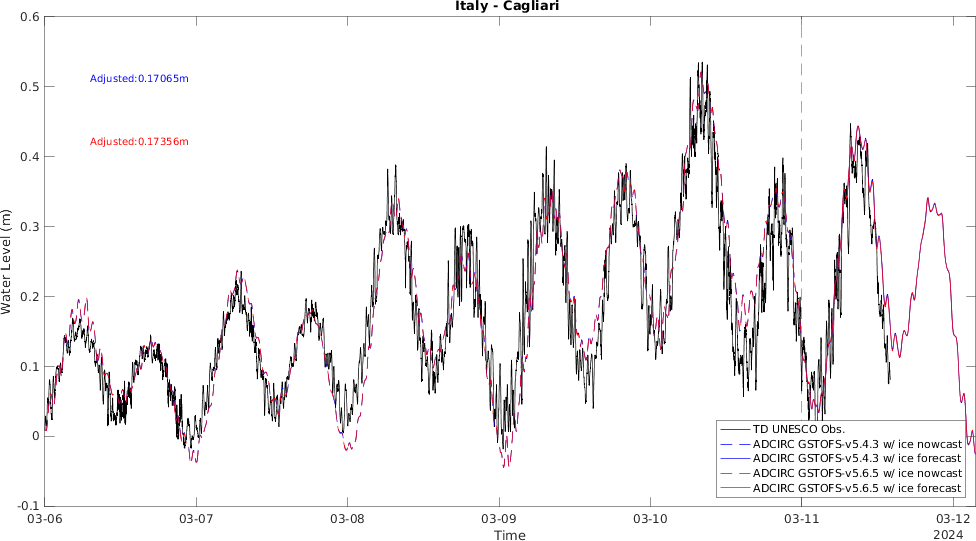 Italy - Cagliari
0.6
0.5
0.4
0.3
0.2
0.1
0
-0.1
Water Level (m)
Adjusted:0.17065m
Adjusted:0.17356m
TD UNESCO Obs.
ADCIRC GSTOFS-v5.4.3 w/ ice nowcast
ADCIRC GSTOFS-v5.4.3 w/ ice forecast
ADCIRC GSTOFS-v5.6.5 w/ ice nowcast
ADCIRC GSTOFS-v5.6.5 w/ ice forecast
03-06 03-07 03-08 03-09 03-10 03-11 03-12
Time
2024